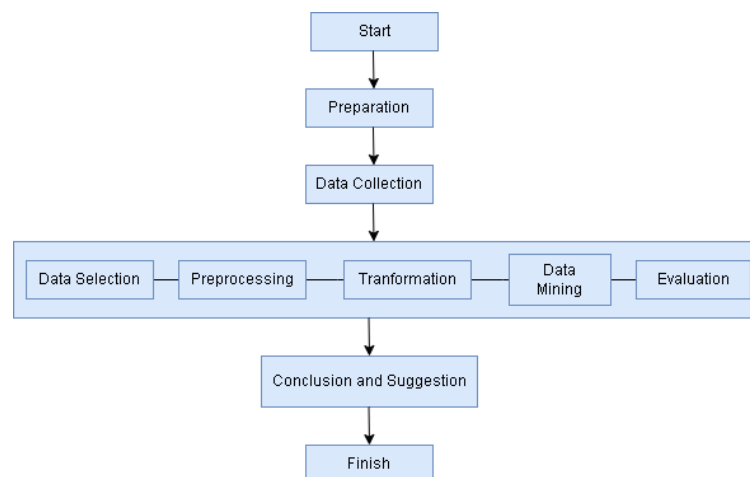 Start
Preparation
Data Collection
Data Selection
Preprocessing
Tranformation
Data
Mining
Evaluation
Conclusion and Suggestion
Finish